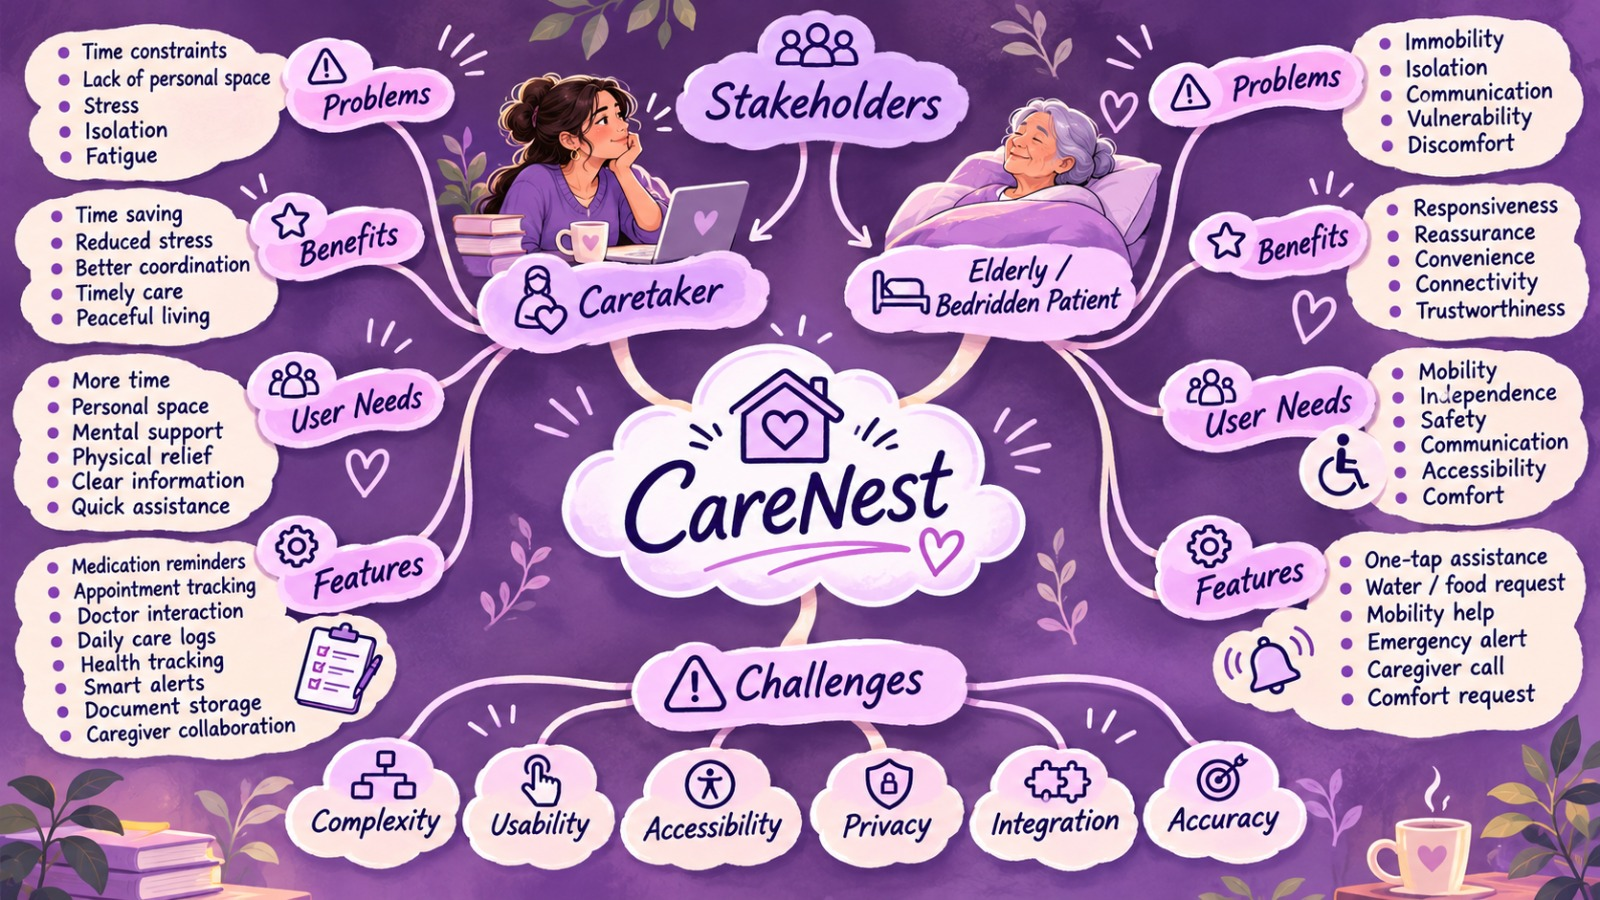 Stakeholders
Caretaker
Problems
Time constraints
Lack of personal space
Stress
Isolation
Fatigue
Benefits
Time saving
Reduced stress
Better coordination
Timely care
Peaceful living
User Needs
More time
Personal space
Mental support
Physical relief
Clear information
Quick assistance
Features
Medication reminders
Appointment tracking
Doctor interaction
Daily care logs
Health tracking
Smart alerts
Document storage
Caregiver collaboration
Elderly /
Bedridden Patient
Problems
Immobility
Isolation
Communication
Vulnerability
Discomfort
Benefits
Responsiveness
Reassurance
Convenience
Connectivity
Trustworthiness
User Needs
Mobility
Independence
Safety
Communication
Accessibility
Comfort
Features
One-tap assistance
Water / food request
Mobility help
Emergency alert
Caregiver call
Comfort request
CareNest
Challenges
Complexity
Usability
Accessibility
Privacy
Integration
Accuracy